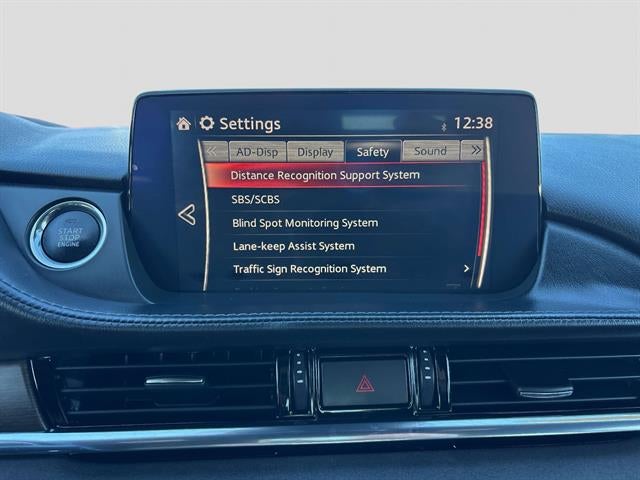 Settings 12:38
AD-Disp Display Safety Sound
Distance Recognition Support System
SBS/SCBS
Blind Spot Monitoring System
Lane-keep Assist System
Traffic Sign Recognition System
START
STOP
ENGINE